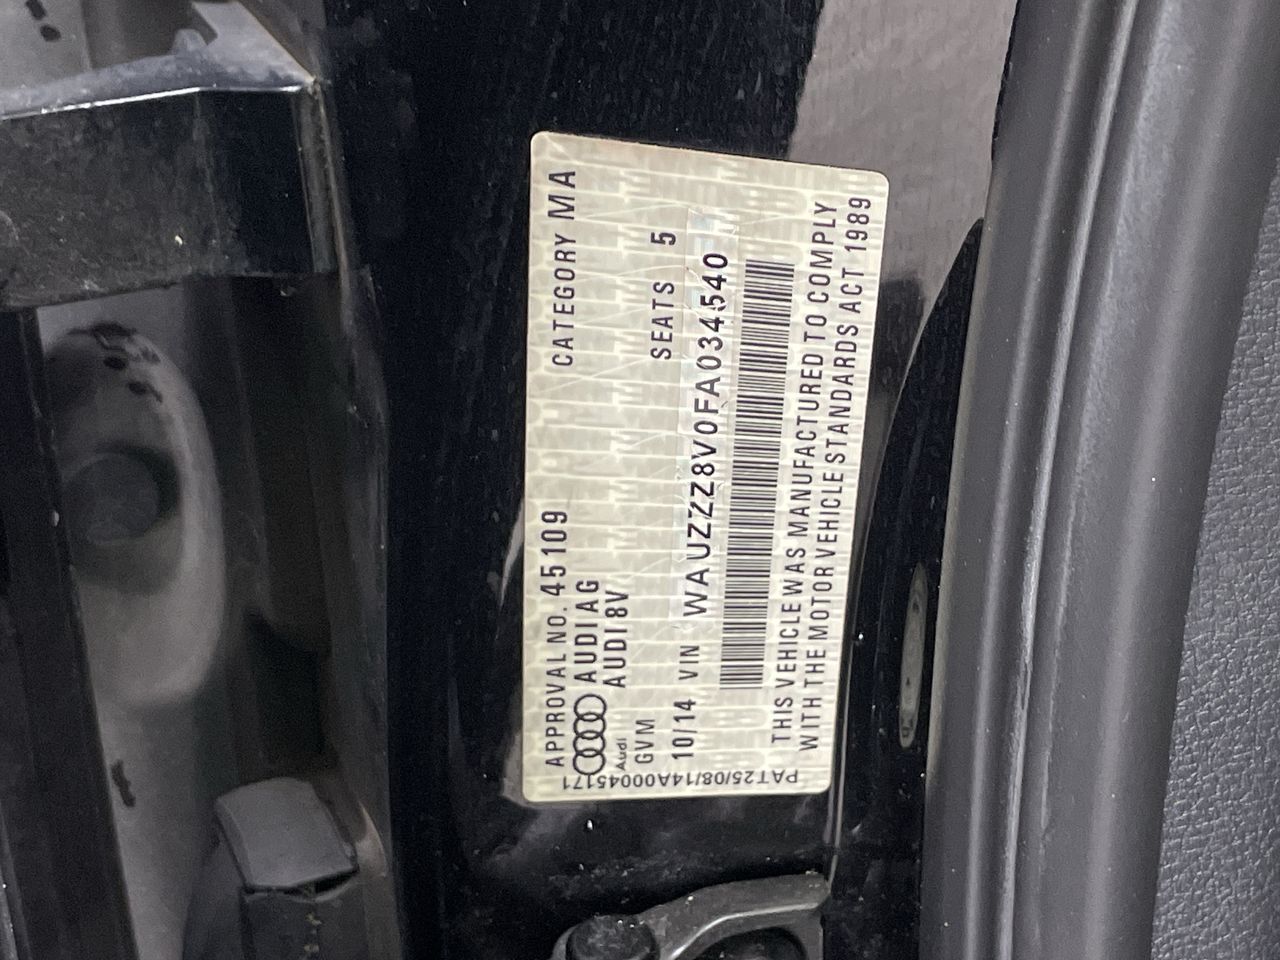 APPROVAL NO. 45109 CATEGORY MA
AUDI AG
Audi AUDI 8V
GVM SEATS 5
10/14 VIN WAUZZZ8V0FA034540
THIS VEHICLE WAS MANUFACTURED TO COMPLY
WITH THE MOTOR VEHICLE STANDARDS ACT 1989
PAT25/08/14A00045171